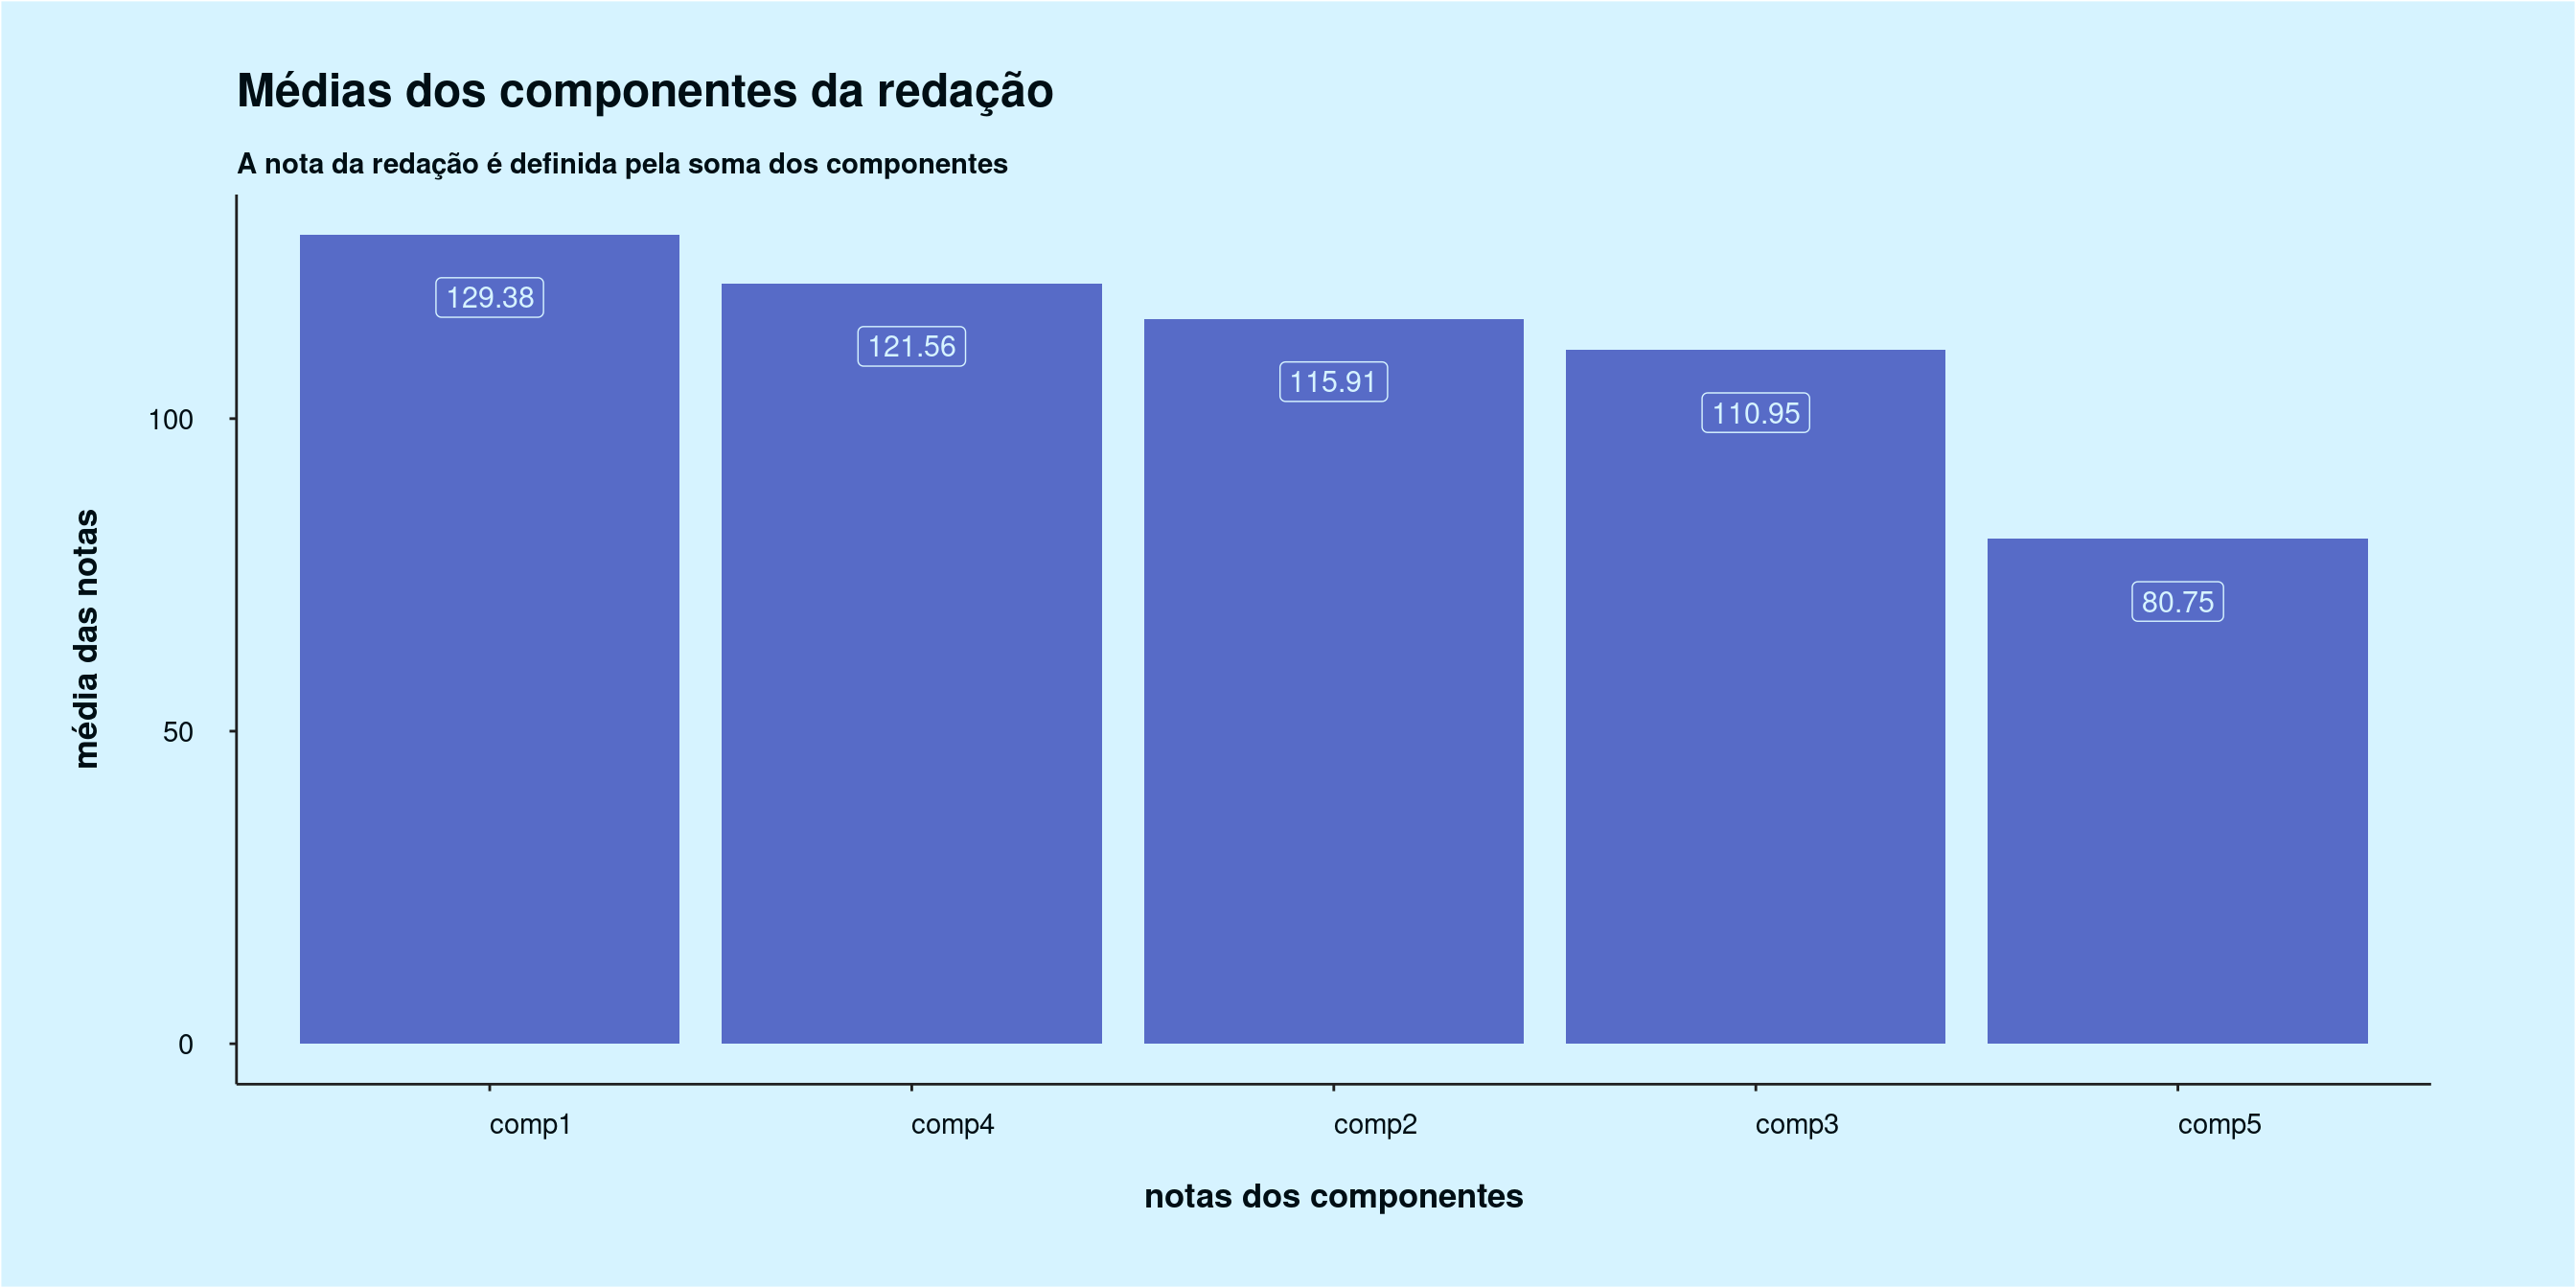 Médias dos componentes da redação
A nota da redação é definida pela soma dos componentes
média das notas
100
50
0
129.38
121.56
115.91
110.95
80.75
comp1
comp4
comp2
comp3
comp5
notas dos componentes